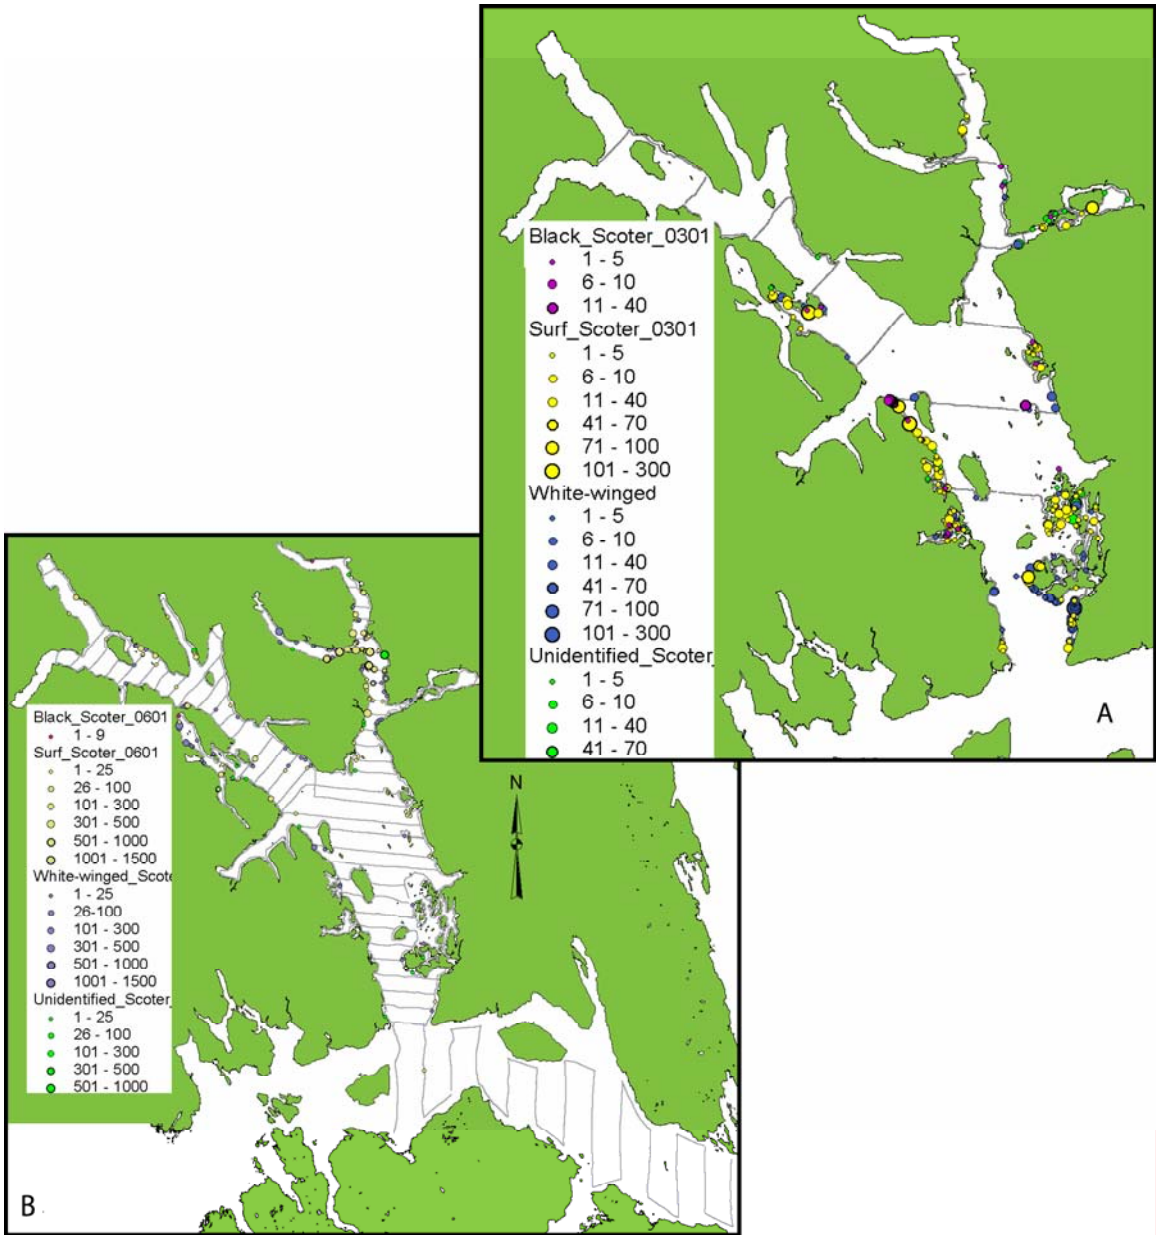 Black_Scoter_0301
1 - 5
6 - 10
11 - 40
Surf_Scoter_0301
1 - 5
6 - 10
11 - 40
41 - 70
71 - 100
101 - 300
White-winged
1 - 5
6 - 10
11 - 40
41 - 70
71 - 100
101 - 300
Unidentified_Scoter_
1 - 5
6 - 10
11 - 40
41 - 70
A
N
Black_Scoter_0601
1 - 9
Surf_Scoter_0601
1 - 25
26 - 100
101 - 300
301 - 500
501 - 1000
1001 - 1500
White-winged_Scote
1 - 25
26-100
101 - 300
301 - 500
501 - 1000
1001 - 1500
Unidentified_Scoter_
1 - 25
26 - 100
101 - 300
301 - 500
501 - 1000
B